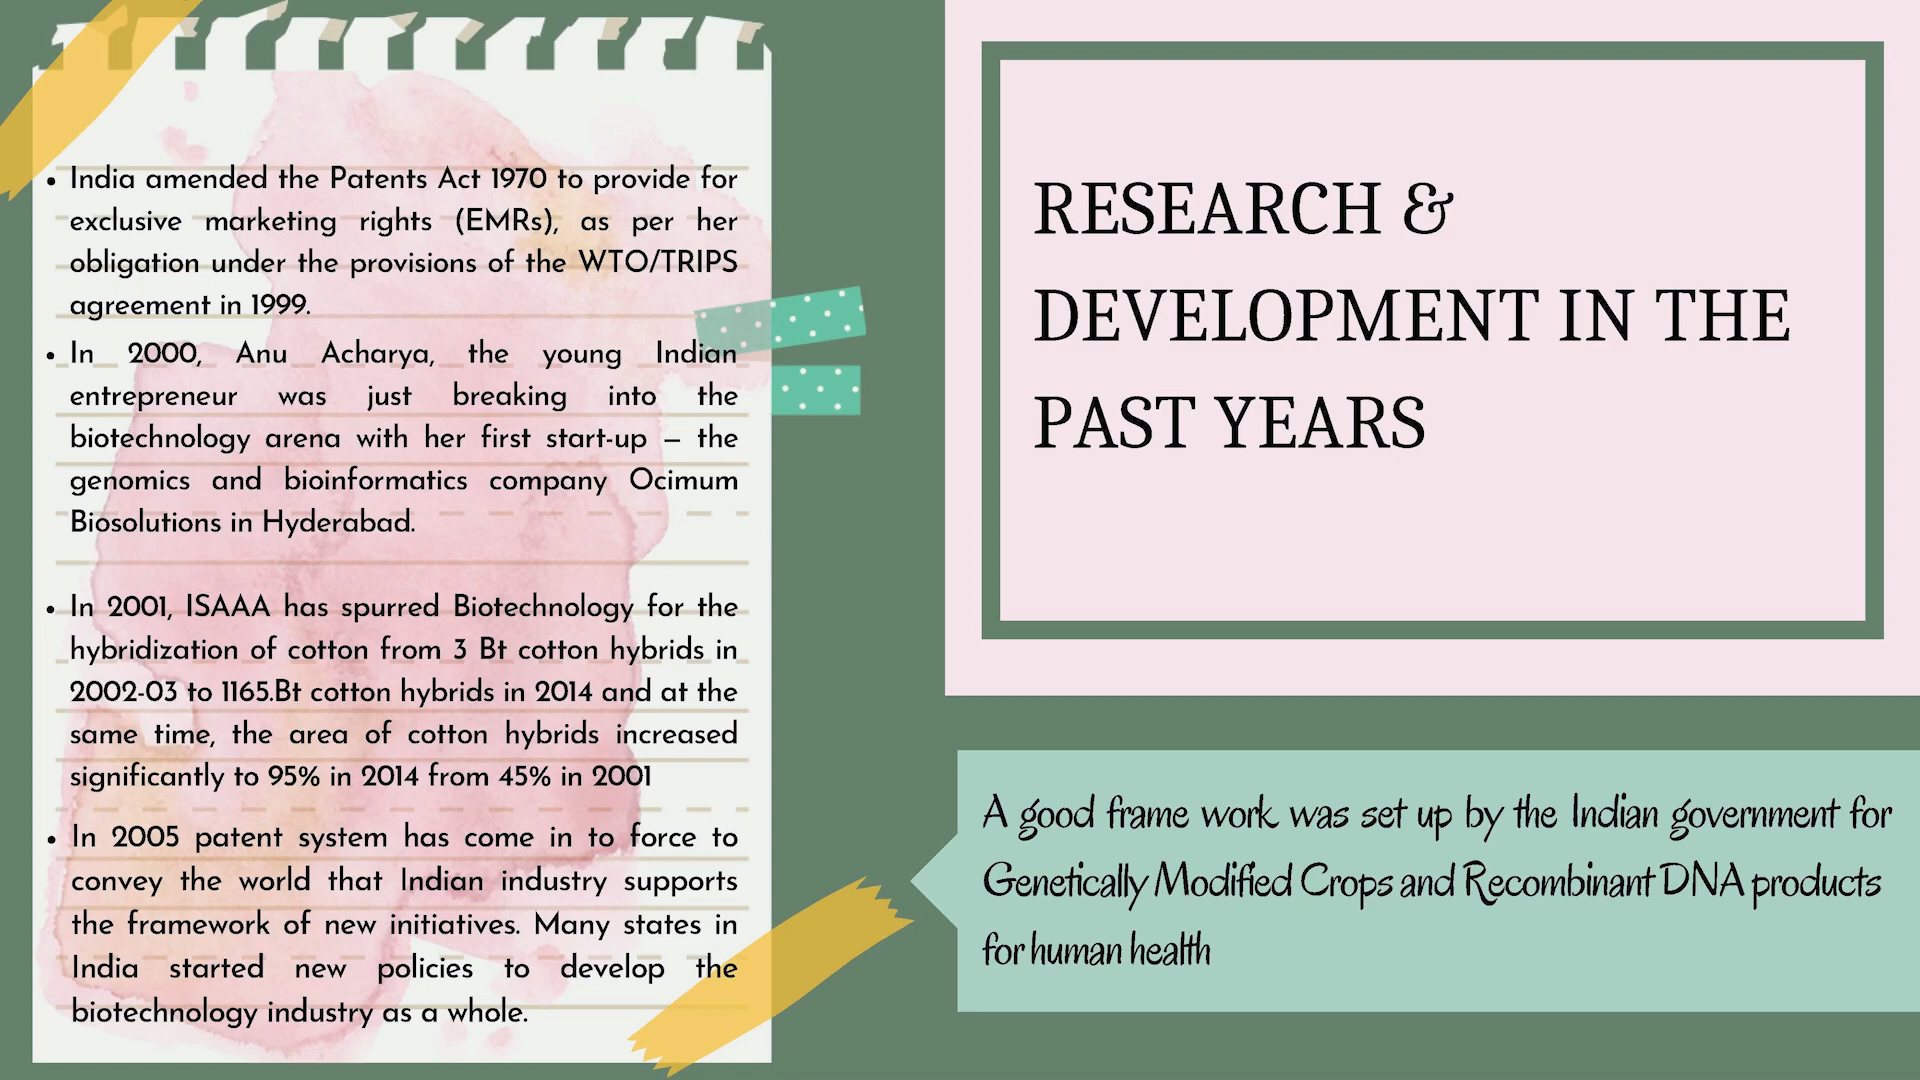 • India amended the Patents Act 1970 to provide for
exclusive marketing rights (EMRs), as per her
obligation under the provisions of the WTO/TRIPS
agreement in 1999.
• In 2000, Anu Acharya, the young Indian
entrepreneur was just breaking into the
biotechnology arena with her first start-up – the
genomics and bioinformatics company Ocimum
Biosolutions in Hyderabad.
• In 2001, ISAAA has spurred Biotechnology for the
hybridization of cotton from 3 Bt cotton hybrids in
2002-03 to 1165.Bt cotton hybrids in 2014 and at the
same time, the area of cotton hybrids increased
significantly to 95% in 2014 from 45% in 2001
• In 2005 patent system has come in to force to
convey the world that Indian industry supports
the framework of new initiatives. Many states in
India started new policies to develop the
biotechnology industry as a whole.
RESEARCH &
DEVELOPMENT IN THE
PAST YEARS
A good frame work was set up by the Indian government for
Genetically Modified Crops and Recombinant DNA products
for human health